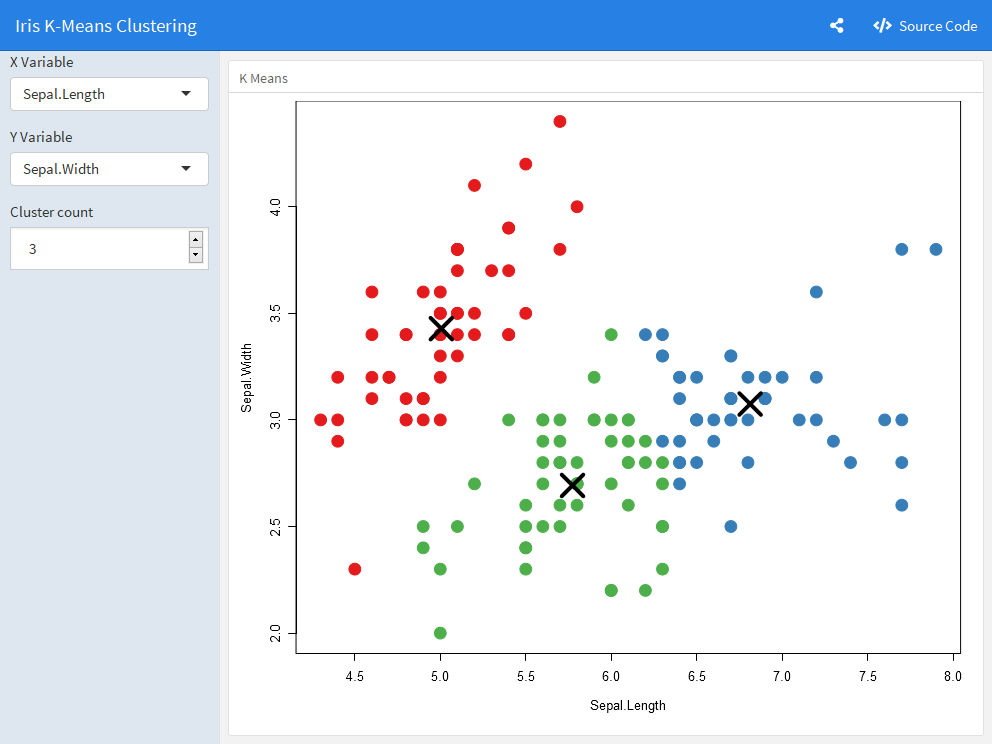 Iris K-Means Clustering
</> Source Code
X Variable
Sepal.Length
Y Variable
Sepal.Width
Cluster count
3
K Means
Sepal.Width
4.0
3.5
3.0
2.5
2.0
4.5 5.0 5.5 6.0 6.5 7.0 7.5 8.0
Sepal.Length